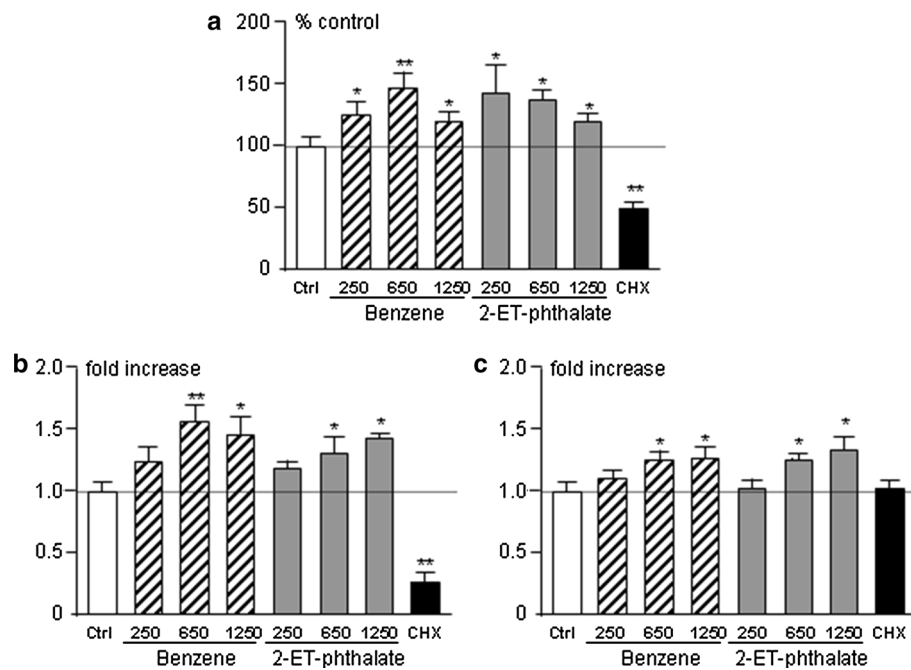 a
% control
200
150
100
50
0
* ** * * * * **
Ctrl 250 650 1250 250 650 1250 CHX
Benzene 2-ET-phthalate
b
fold increase
2.0
1.5
1.0
0.5
0
** * * * **
Ctrl 250 650 1250 250 650 1250 CHX
Benzene 2-ET-phthalate
c
fold increase
2.0
1.5
1.0
0.5
0
* * * *
Ctrl 250 650 1250 250 650 1250 CHX
Benzene 2-ET-phthalate